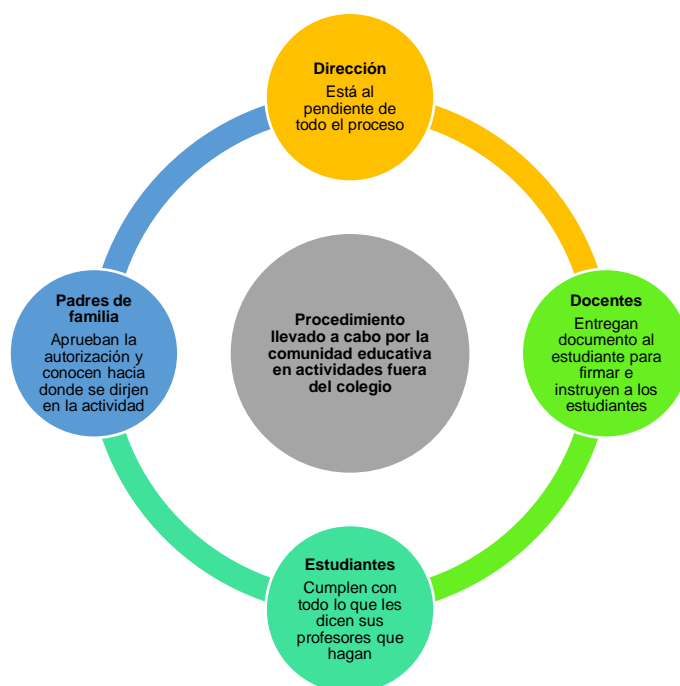 Dirección
Está al
pendiente de
todo el proceso
Docentes
Entregan
documento al
estudiante para
firmar e
instruyen a los
estudiantes
Estudiantes
Cumplen con
todo lo que les
dicen sus
profesores que
hagan
Padres de
familia
Aprueban la
autorización y
conocen hacia
donde se dirjen
en la actividad
Procedimiento
llevado a cabo por la
comunidad educativa
en actividades fuera
del colegio